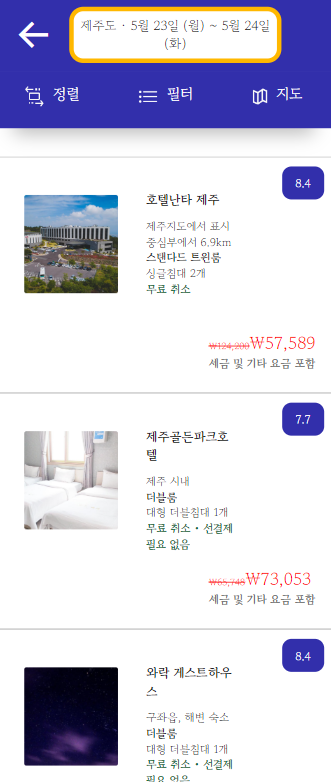 제주도 · 5월 23일 (월) ~ 5월 24일
(화)
정렬
필터
지도
8.4
호텔난타 제주
제주지도에서 표시
중심부에서 6,9km
스탠다드 트윈룸
싱글침대 2개
무료 취소
₩124,200₩57,589
세금 및 기타 요금 포함
7.7
제주골든파크호
텔
제주 시내
더블룸
대형 더블침대 1개
무료 취소 • 선결제
필요 없음
₩65,748₩73,053
세금 및 기타 요금 포함
8.4
와락 게스트하우
스
구좌읍, 해변 숙소
더블룸
대형 더블침대 1개
무료 취소 • 선결제
필요 없음